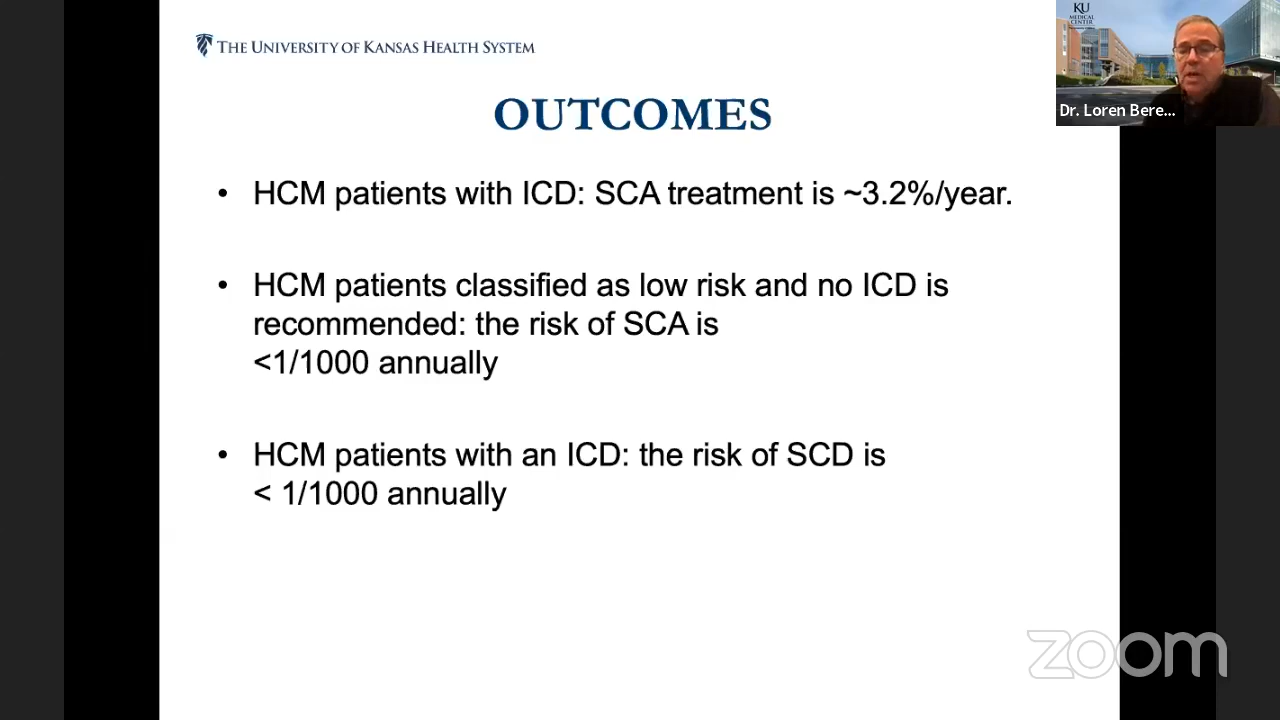 THE UNIVERSITY OF KANSAS HEALTH SYSTEM
KU
MEDICAL
CENTER
Dr. Loren Bere...
OUTCOMES
• HCM patients with ICD: SCA treatment is ~3.2%/year.
• HCM patients classified as low risk and no ICD is
recommended: the risk of SCA is
<1/1000 annually
• HCM patients with an ICD: the risk of SCD is
< 1/1000 annually
zoom